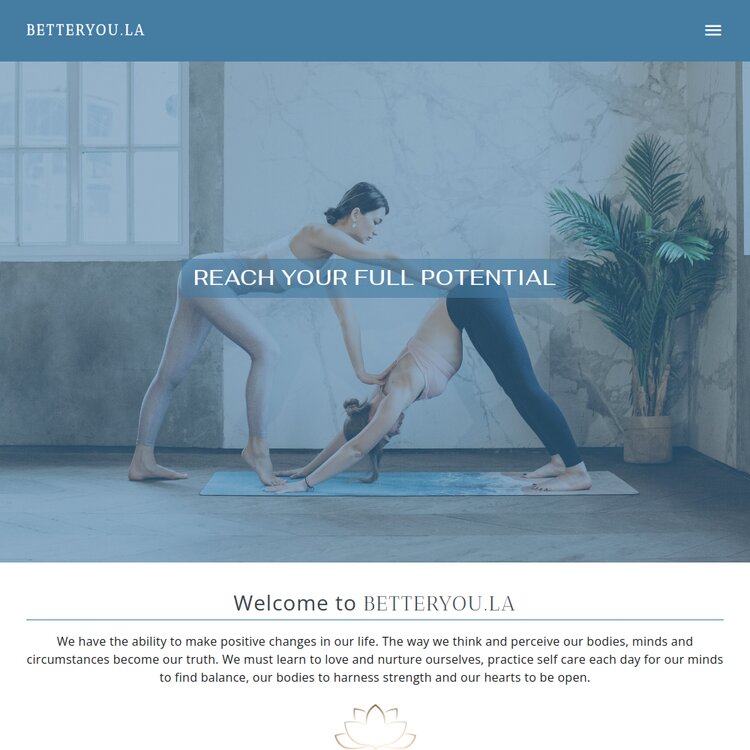 BETTERYOU.LA
REACH YOUR FULL POTENTIAL
Welcome to BETTERYOU.LA
We have the ability to make positive changes in our life. The way we think and perceive our bodies, minds and
circumstances become our truth. We must learn to love and nurture ourselves, practice self care each day for our minds
to find balance, our bodies to harness strength and our hearts to be open.